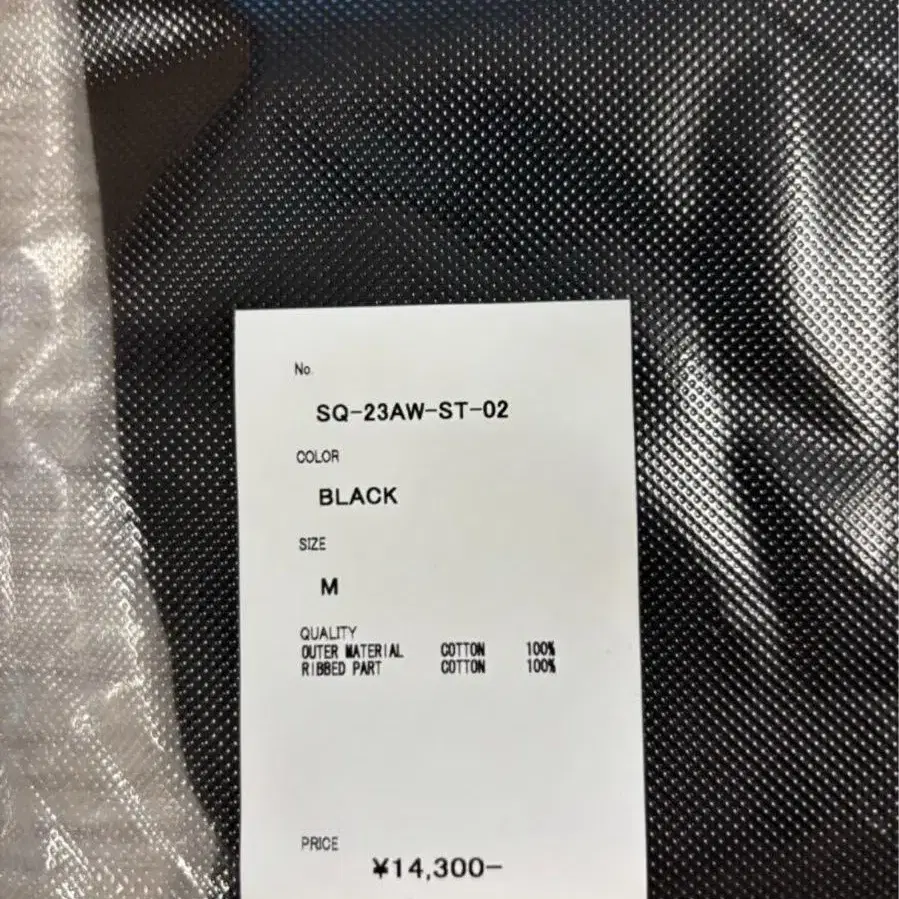 No.
SQ-23AW-ST-02
COLOR
BLACK
SIZE
M
QUALITY
OUTER MATERIAL COTTON 100%
RIBBED PART COTTON 100%
PRICE
¥14,300-